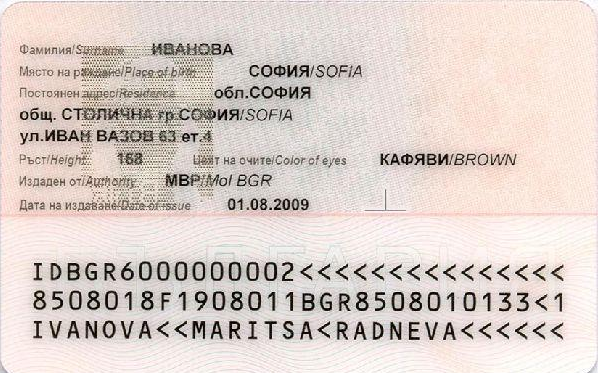 Фамилия/Surname ИВАНОВА
Място на раждане/Place of birth СОФИЯ/SOFIA
Постоянен адрес/Residence обл.СОФИЯ
общ. СТОЛИЧНА гр.СОФИЯ/SOFIA
ул.ИВАН ВАЗОВ 63 ет.4
Ръст/Height 168 Цвят на очите/Color of eyes КАФЯВИ/BROWN
Издаден от/Authority МВР/MoI BGR
Дата на издаване/Date of issue 01.08.2009
IDBGR6000000002<<<<<<<<<<<<<<<
8508018F1908011BGR8508010133<1
IVANOVA<<MARITSA<RADNEVA<<<<<<